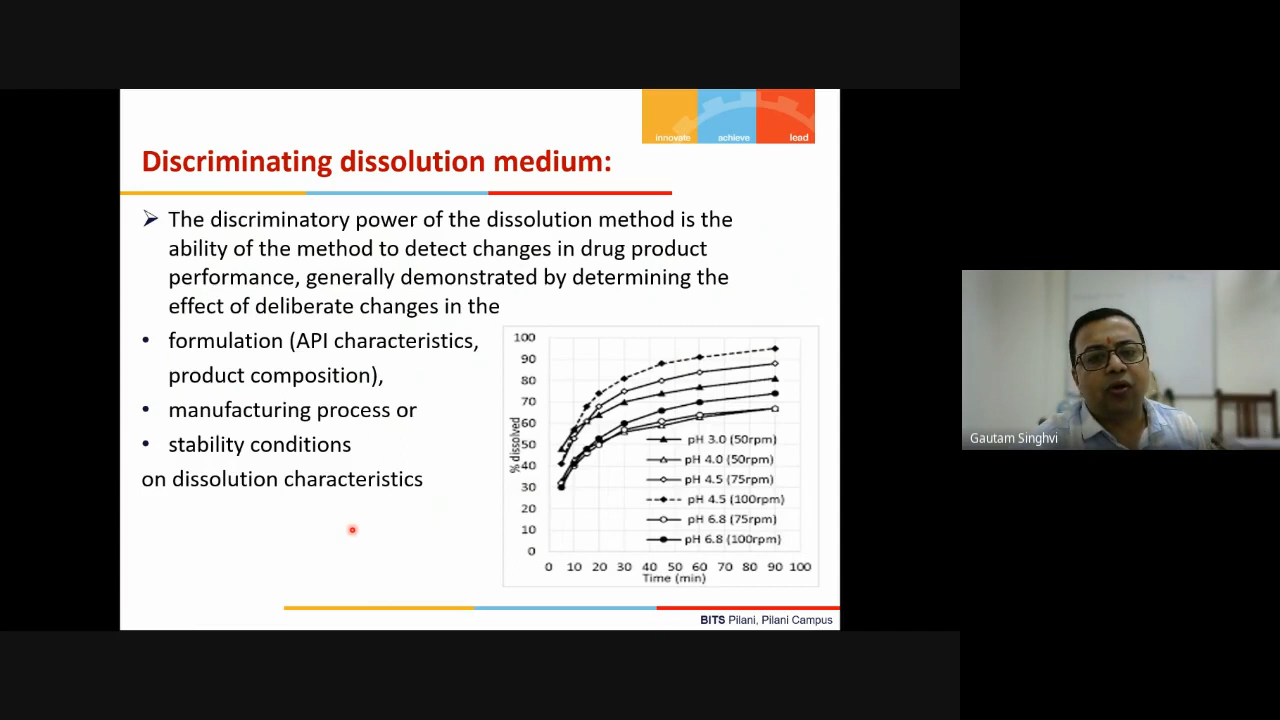 innovate achieve lead
Discriminating dissolution medium:
➢ The discriminatory power of the dissolution method is the
ability of the method to detect changes in drug product
performance, generally demonstrated by determining the
effect of deliberate changes in the
• formulation (API characteristics,
product composition),
• manufacturing process or
• stability conditions
on dissolution characteristics
100
90
80
70
60
50
40
30
20
10
0
% dissolved
pH 3.0 (50rpm)
pH 4.0 (50rpm)
pH 4.5 (75rpm)
pH 4.5 (100rpm)
pH 6.8 (75rpm)
pH 6.8 (100rpm)
0 10 20 30 40 50 60 70 80 90 100
Time (min)
BITS Pilani, Pilani Campus
Gautam Singhvi